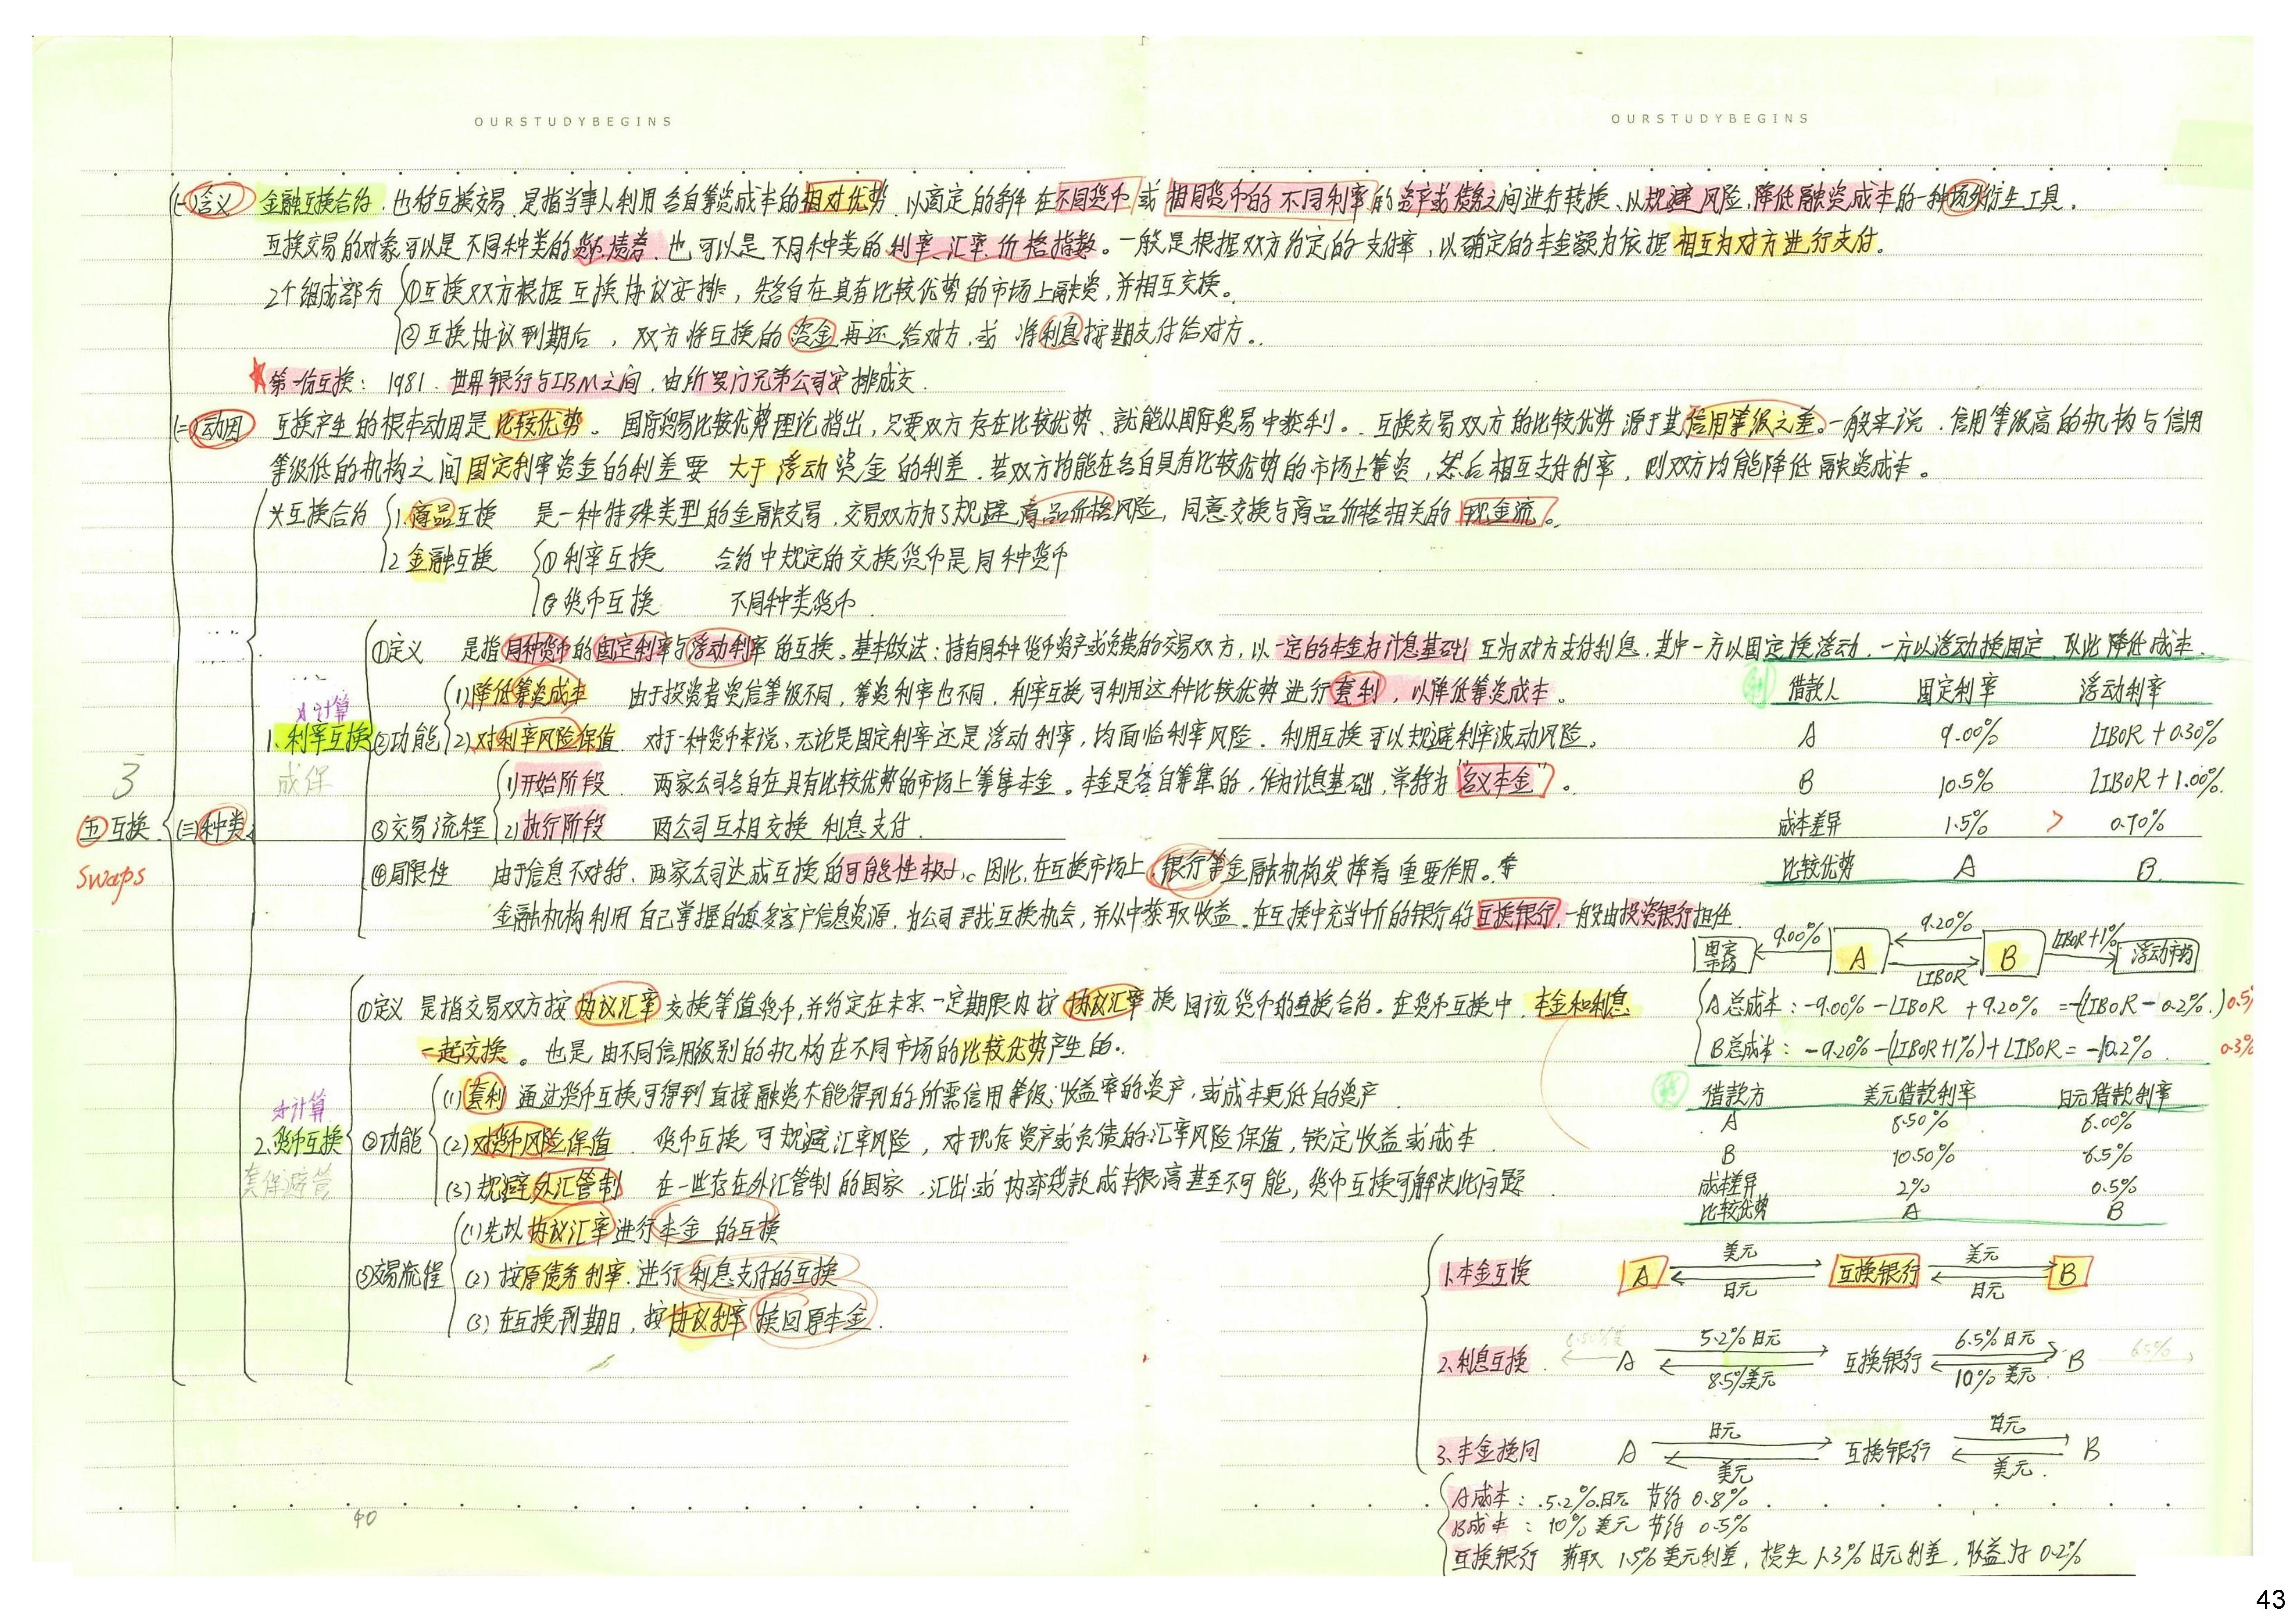 OURSTUDYBEGINS
OURSTUDYBEGINS
(一)含义 金融互换合约,也称互换交易,是指当事人利用各自筹资成本的相对优势,以商定的条件在不同货币或相同货币的不同利率的资产或债务之间进行转换、以规避风险,降低融资成本的一种场外衍生工具。
互换交易的对象可以是不同种类的货币、债券,也可以是不同种类的利率、汇率、价格指数。一般是根据双方约定的支付率,以确定的本金额为依据相互为对方进行支付。
2个组成部分 ①互换双方根据互换协议安排,先各自在具有比较优势的市场上融资,并相互交换。
②互换协议到期后,双方将互换的资金再还给对方,或将利息按期支付给对方。
★第一份互换:1981.世界银行与IBM之间,由所罗门兄弟公司安排成交.
(二)动因 互换产生的根本动因是比较优势。国际贸易比较优势理论指出,只要双方存在比较优势、就能从国际贸易中获利。互换交易双方的比较优势源于其信用等级之差。一般来说,信用等级高的机构与信用
等级低的机构之间固定利率资金的利差要 大于 浮动资金的利差.若双方均能在各自具有比较优势的市场上筹资,然后相互支付利率,则双方均能降低融资成本。
互换合约 1.商品互换 是一种特殊类型的金融交易,交易双方为了规避商品价格风险,同意交换与商品价格相关的现金流。
2 金融互换 ①利率互换 合约中规定的交换货币是同种货币
②货币互换 不同种类货币.
①定义 是指同种货币的固定利率与浮动利率的互换。基本做法:持有同种货币资产或负债的交易双方,以一定的本金为计息基础互为对方支付利息,其中一方以固定换浮动,一方以浮动换固定,以此降低成本.
(1)降低筹资成本 由于投资者资信等级不同,筹资利率也不同,利率互换可利用这种比较优势进行套利,以降低筹资成本。
例 借款人 固定利率 浮动利率
计算
1.利率互换 ②功能 (2)对利率风险保值 对于一种货币来说,无论是固定利率还是浮动利率,均面临利率风险.利用互换可以规避利率波动风险。
A 9.00% LIBOR+0.30%
成保
(1)开始阶段 两家公司各自在具有比较优势的市场上筹集本金。本金是各自筹集的,作为计息基础,常称为“名义本金”。
B 10.5% LIBOR+1.00%.
3
(五)互换 (三)种类 ③交易流程 (2)执行阶段 两公司互相交换利息支付.
成本差异 1.5% > 0.70%
swaps
④局限性 由于信息不对称,两家公司达成互换的可能性极小。因此,在互换市场上,银行等金融机构发挥着重要作用。
比较优势 A B.
金融机构利用自己掌握的众多客户信息资源,为公司寻找互换机会,并从中获取收益.在互换中充当中介的银行称互换银行,一般由投资银行担任.
固定市场 9.00% A 9.20% LIBOR B LIBOR+1% 浮动市场
①定义 是指交易双方按协议汇率交换等值货币,并约定在未来一定期限内按协议汇率换回该货币的互换合约。在货币互换中,本金和利息
A总成本:-9.00%-LIBOR+9.20%=-(LIBOR-0.2%.) 0.5%
一起交换。也是由不同信用级别的机构在不同市场的比较优势产生的.
B总成本:-9.20%-(LIBOR+1%)+LIBOR=-10.2%. 0.3%
(1)套利 通过货币互换可得到直接融资不能得到的所需信用等级、收益率的资产,或成本更低的资产
例 借款方 美元借款利率 日元借款利率
A 8.50% 6.00%
计算
2.货币互换 ②功能 (2)对货币风险保值. 货币互换可规避汇率风险,对现存资产或负债的汇率风险保值,锁定收益或成本.
B 10.50% 6.5%
套保避管
(3)规避外汇管制 在一些存在外汇管制的国家,汇出或内部贷款成本很高甚至不可能,货币互换可解决此问题.
成本差异 2% 0.5%
比较优势 A B
(1)先以协议汇率进行本金的互换
③交易流程 (2)按原债务利率.进行利息支付的互换
(3)在互换到期日,按协议利率换回原本金.
1.本金互换 A 美元 日元 互换银行 美元 日元 B
2.利息互换. A 5.2%日元 8.5%美元 互换银行 6.5%日元 10%美元. B 6.5%
3.本金换回 A 日元 美元 互换银行 日元 美元. B
A成本:5.2%日元 节约0.8%.
B成本:10%美元 节约0.5%
互换银行 获取1.5%美元利差,损失1.3%日元利差,收益为0.2%
40
43